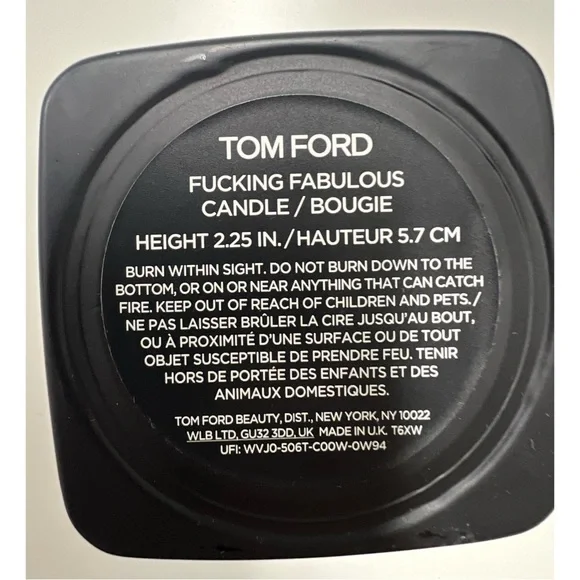 TOM FORD
FUCKING FABULOUS
CANDLE / BOUGIE
HEIGHT 2.25 IN./HAUTEUR 5.7 CM
BURN WITHIN SIGHT. DO NOT BURN DOWN TO THE
BOTTOM, OR ON OR NEAR ANYTHING THAT CAN CATCH
FIRE. KEEP OUT OF REACH OF CHILDREN AND PETS./
NE PAS LAISSER BRÛLER LA CIRE JUSQU'AU BOUT,
OU À PROXIMITÉ D'UNE SURFACE OU DE TOUT
OBJET SUSCEPTIBLE DE PRENDRE FEU. TENIR
HORS DE PORTÉE DES ENFANTS ET DES
ANIMAUX DOMESTIQUES.
TOM FORD BEAUTY, DIST., NEW YORK, NY 10022
WLB LTD, GU32 3DD, UK MADE IN U.K. T6XW
UFI: WVJ0-506T-C00W-0W94